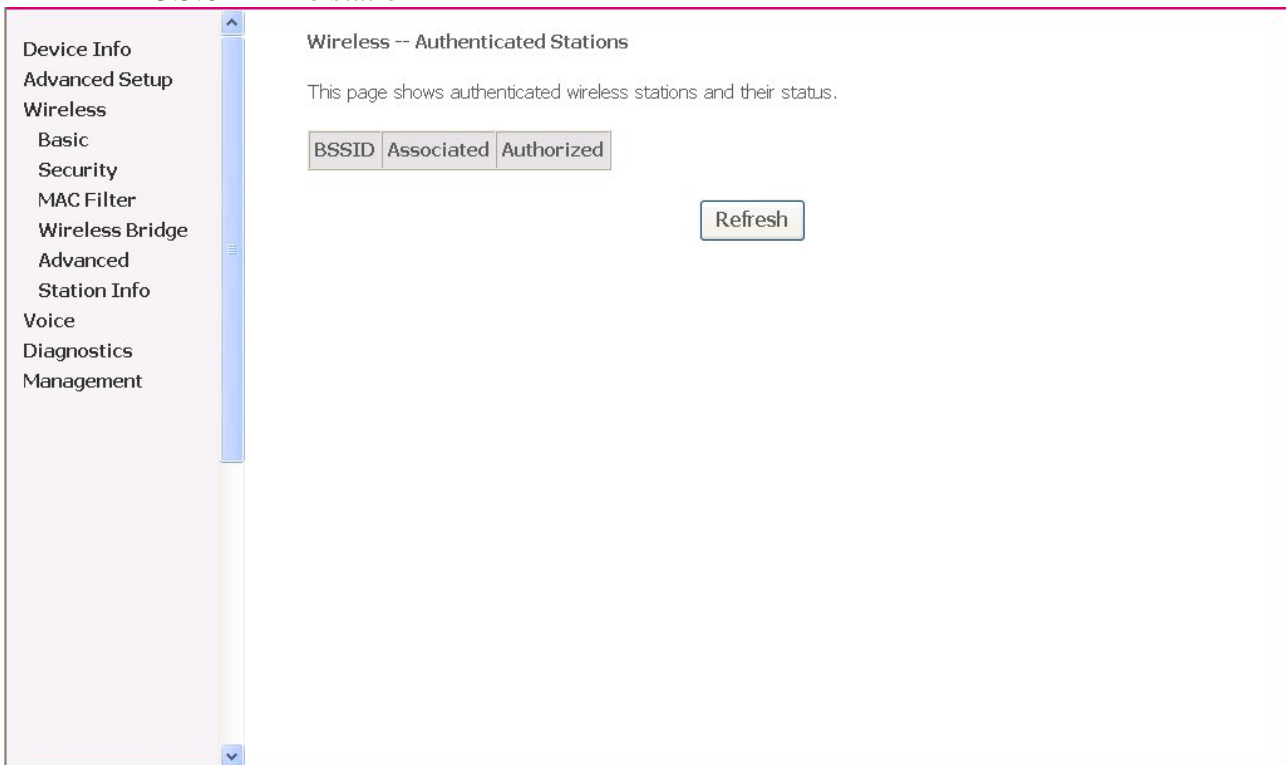 Device Info
Advanced Setup
Wireless
Basic
Security
MAC Filter
Wireless Bridge
Advanced
Station Info
Voice
Diagnostics
Management
Wireless -- Authenticated Stations
This page shows authenticated wireless stations and their status.
BSSID Associated Authorized
Refresh